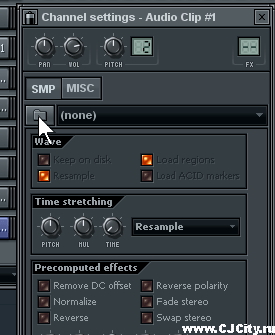 Channel settings - Audio Clip #1
PAN VOL PITCH 2 FX --
SMP MISC
(none)
Wave
Keep on disk Load regions
Resample Load ACID markers
Time stretching
PITCH MUL TIME Resample
Precomputed effects
Remove DC offset Reverse polarity
Normalize Fade stereo
Reverse Swap stereo
www.CJCity.ru